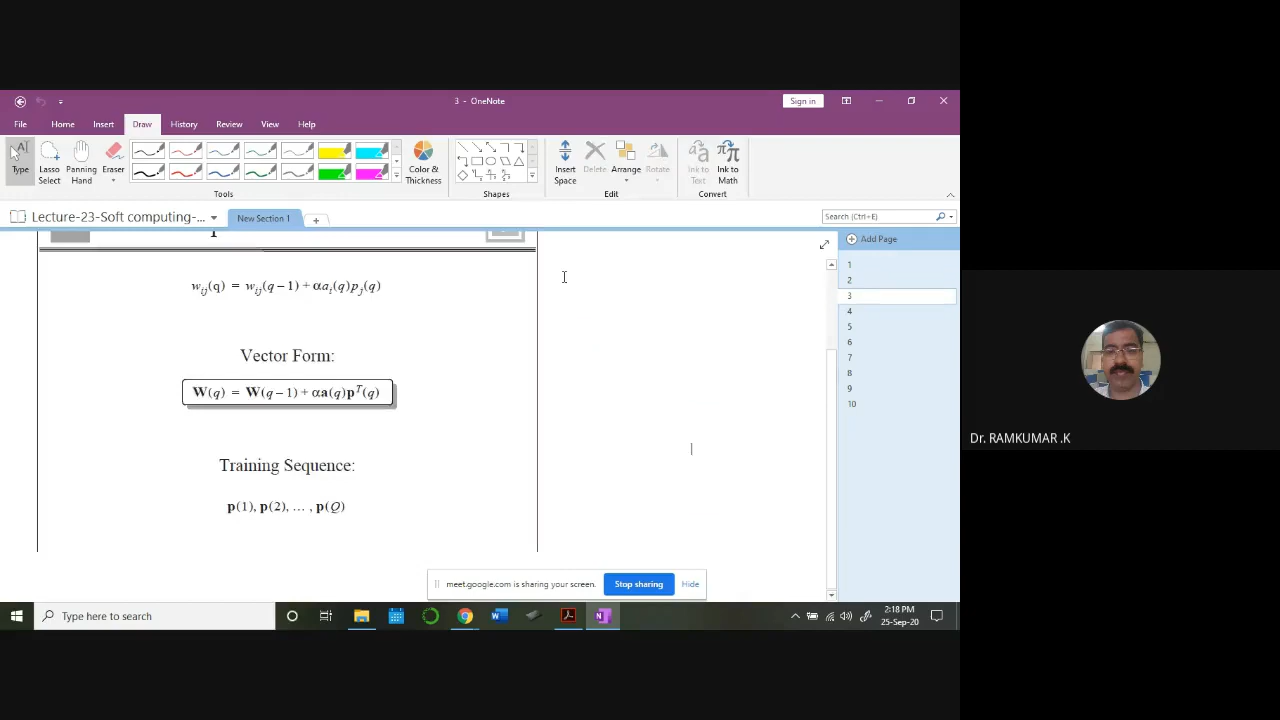 3 - OneNote
Sign in
File Home Insert Draw History Review View Help
Type
Lasso Select
Panning Hand
Eraser
Color & Thickness
Insert Space
Delete
Arrange
Rotate
Ink to Text
Ink to Math
Tools
Shapes
Edit
Convert
Lecture-23-Soft computing-...
New Section 1
Search (Ctrl+E)
Add Page
1
2
3
4
5
6
7
8
9
10
w_ij(q) = w_ij(q – 1) + αa_i(q)p_j(q)
Vector Form:
W(q) = W(q – 1) + αa(q)p^T(q)
Training Sequence:
p(1), p(2), … , p(Q)
meet.google.com is sharing your screen.
Stop sharing
Hide
Type here to search
2:18 PM
25-Sep-20
Dr. RAMKUMAR .K